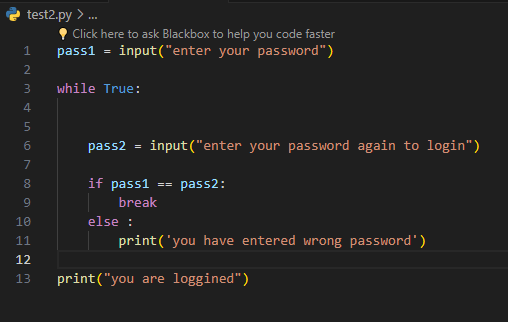 test2.py > ...
Click here to ask Blackbox to help you code faster
1 pass1 = input("enter your password")
2
3 while True:
4
5
6     pass2 = input("enter your password again to login")
7
8     if pass1 == pass2:
9         break
10     else :
11         print('you have entered wrong password')
12
13 print("you are loggined")